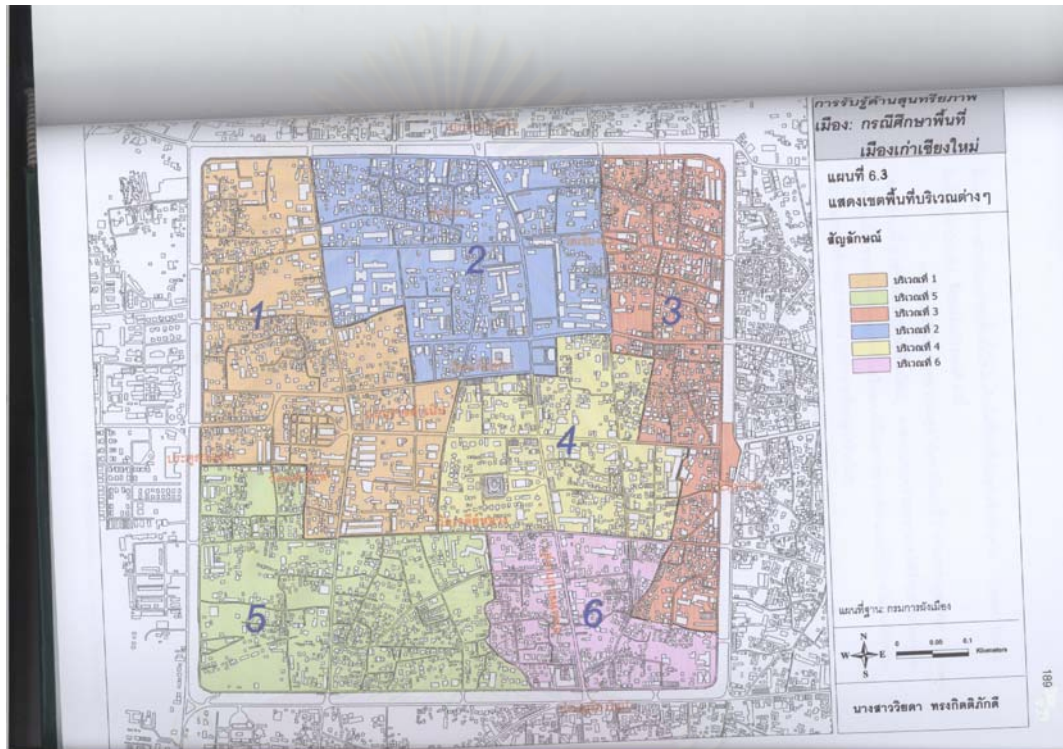 การรับรู้ด้านสุนทรียภาพ
เมือง: กรณีศึกษาพื้นที่
เมืองเก่าเชียงใหม่
แผนที่ 6.3
แสดงเขตพื้นที่บริเวณต่างๆ
สัญลักษณ์
บริเวณที่ 1
บริเวณที่ 5
บริเวณที่ 3
บริเวณที่ 2
บริเวณที่ 4
บริเวณที่ 6
1
2
3
4
5
6
แผนที่ฐาน: กรมการผังเมือง
N
W E
S
0 0.05 0.1
Kilometers
นางสาววิยดา ทรงกิตติภักดี
189